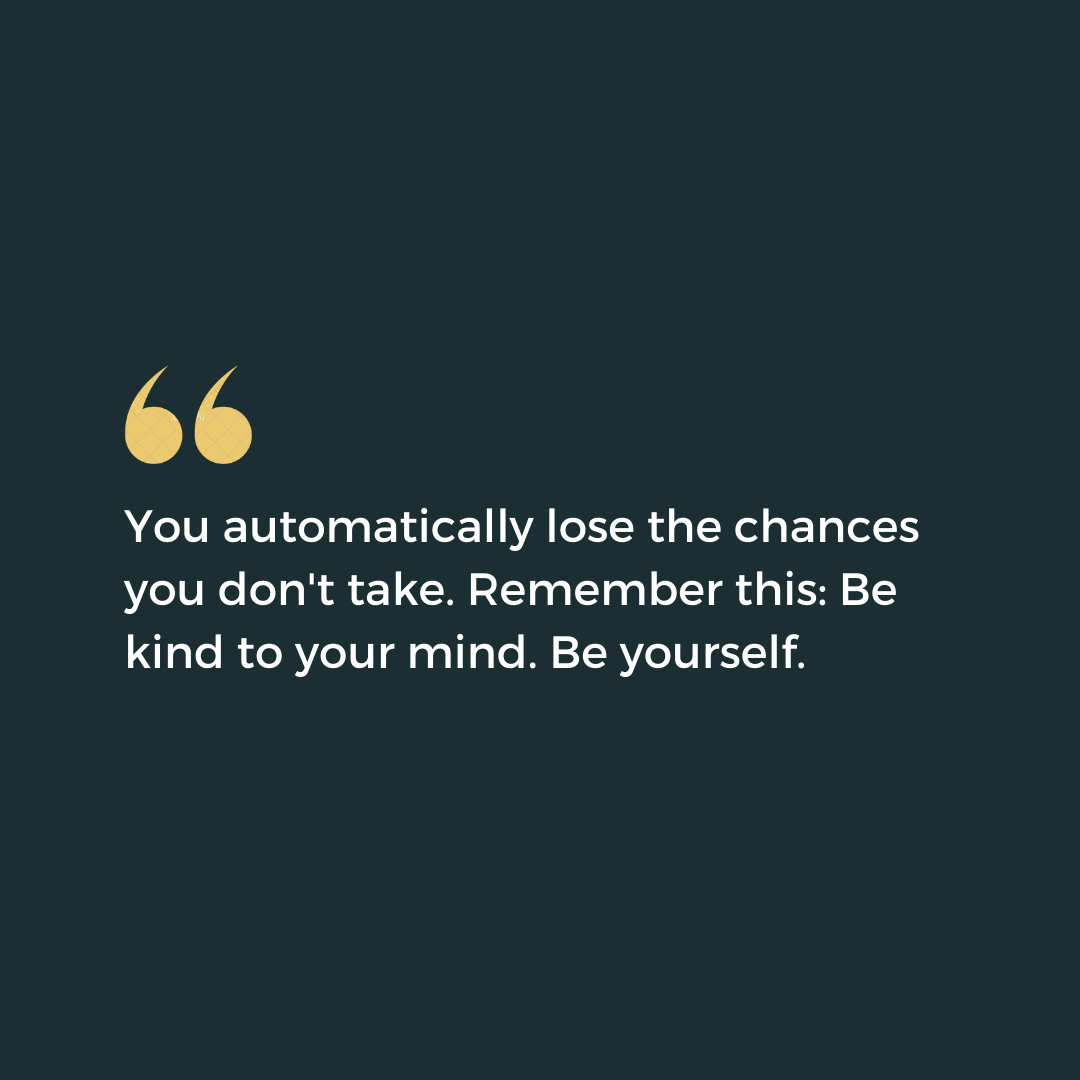 You automatically lose the chances
you don't take. Remember this: Be
kind to your mind. Be yourself.